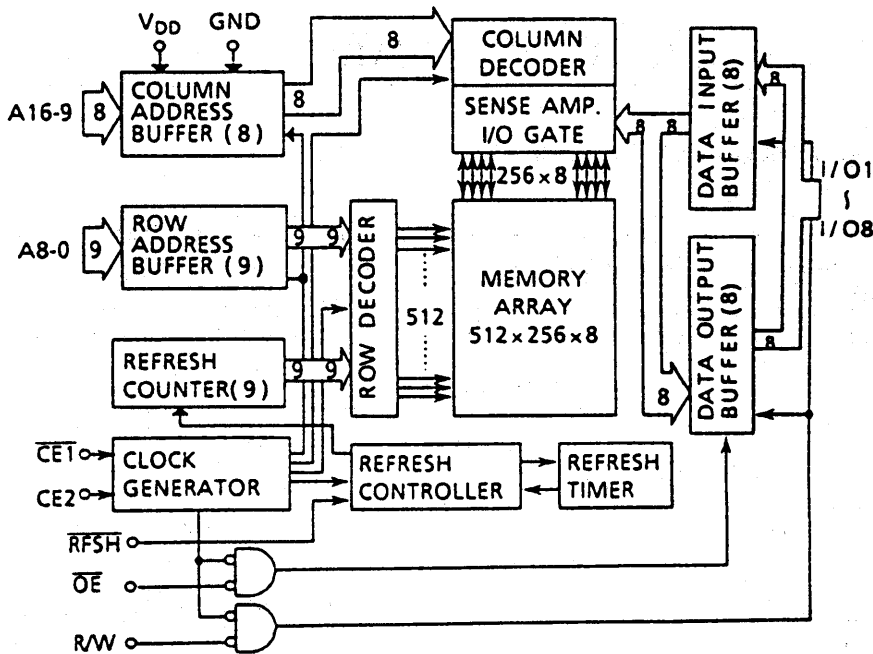 VDD GND
A16-9
8
COLUMN
ADDRESS
BUFFER (8)
8
8
COLUMN
DECODER
SENSE AMP.
I/O GATE
8
8
DATA INPUT
BUFFER (8)
8
I/O1
~
I/O8
256×8
A8-0
9
ROW
ADDRESS
BUFFER (9)
9
9
ROW DECODER
512
MEMORY
ARRAY
512×256×8
DATA OUTPUT
BUFFER (8)
8
8
REFRESH
COUNTER(9)
9
9
CE1
CE2
CLOCK
GENERATOR
REFRESH
CONTROLLER
REFRESH
TIMER
RFSH
OE
R/W